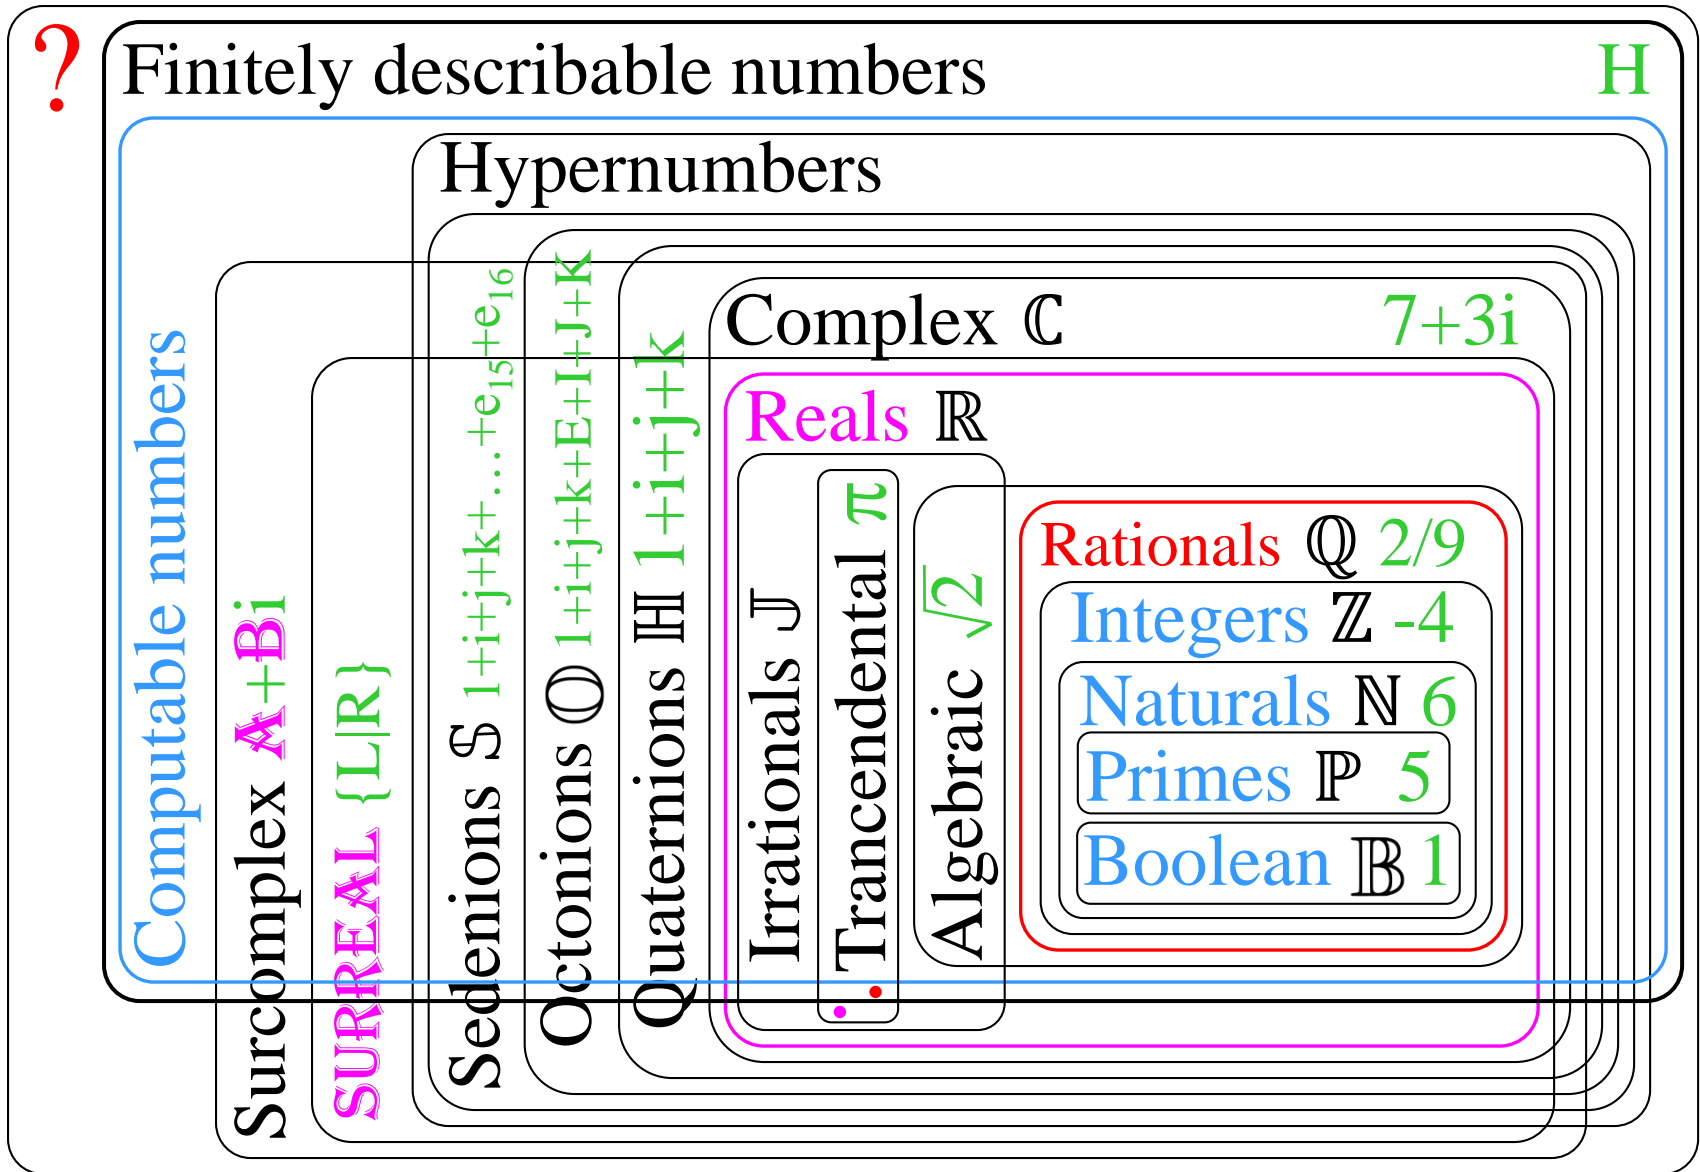 ?
Finitely describable numbers H
Computable numbers
Surcomplex A+Bi
SURREAL {L|R}
Hypernumbers
Sedenions 𝕊 1+i+j+k+...+e₁₅+e₁₆
Octonions 𝕆 1+i+j+k+E+I+J+K
Quaternions ℍ 1+i+j+k
Complex ℂ 7+3i
Reals ℝ
Irrationals 𝕁
Trancendental π
Algebraic √2
Rationals ℚ 2/9
Integers ℤ -4
Naturals ℕ 6
Primes ℙ 5
Boolean 𝔹 1